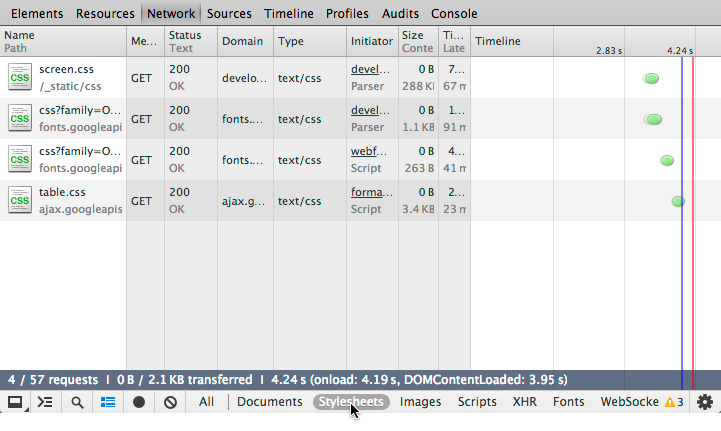 Elements Resources Network Sources Timeline Profiles Audits Console
Name Path Me... Status Text Domain Type Initiator Size Conte Ti... Late Timeline 2.83 s 4.24 s
screen.css GET 200 develo... text/css devel... 0 B 7...
/_static/css OK Parser 288 KB 67 m
css?family=O... GET 200 fonts.... text/css devel... 0 B 1...
fonts.googleapi OK Parser 1.1 KB 91 m
css?family=O... GET 200 fonts.... text/css webf... 0 B 4...
fonts.googleapi OK Script 263 B 41 m
table.css GET 200 ajax.g... text/css forma... 0 B 2...
ajax.googleapis OK Script 3.4 KB 23 m
4 / 57 requests I 0 B / 2.1 KB transferred I 4.24 s (onload: 4.19 s, DOMContentLoaded: 3.95 s)
All Documents Stylesheets Images Scripts XHR Fonts WebSocke 3